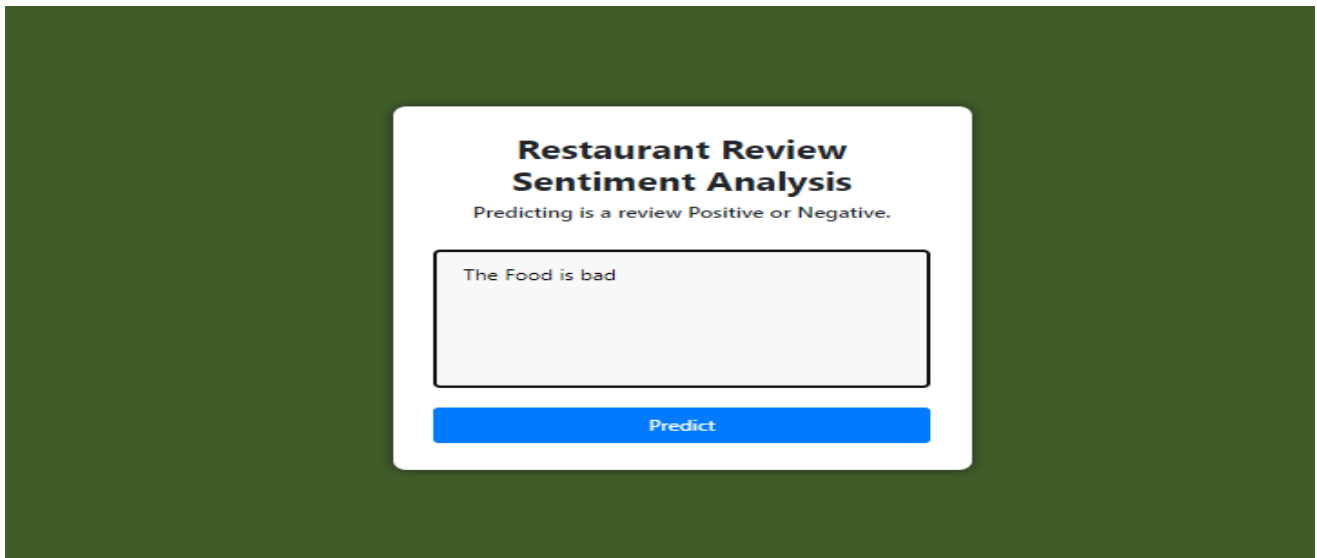 Restaurant Review
Sentiment Analysis
Predicting is a review Positive or Negative.
The Food is bad
Predict